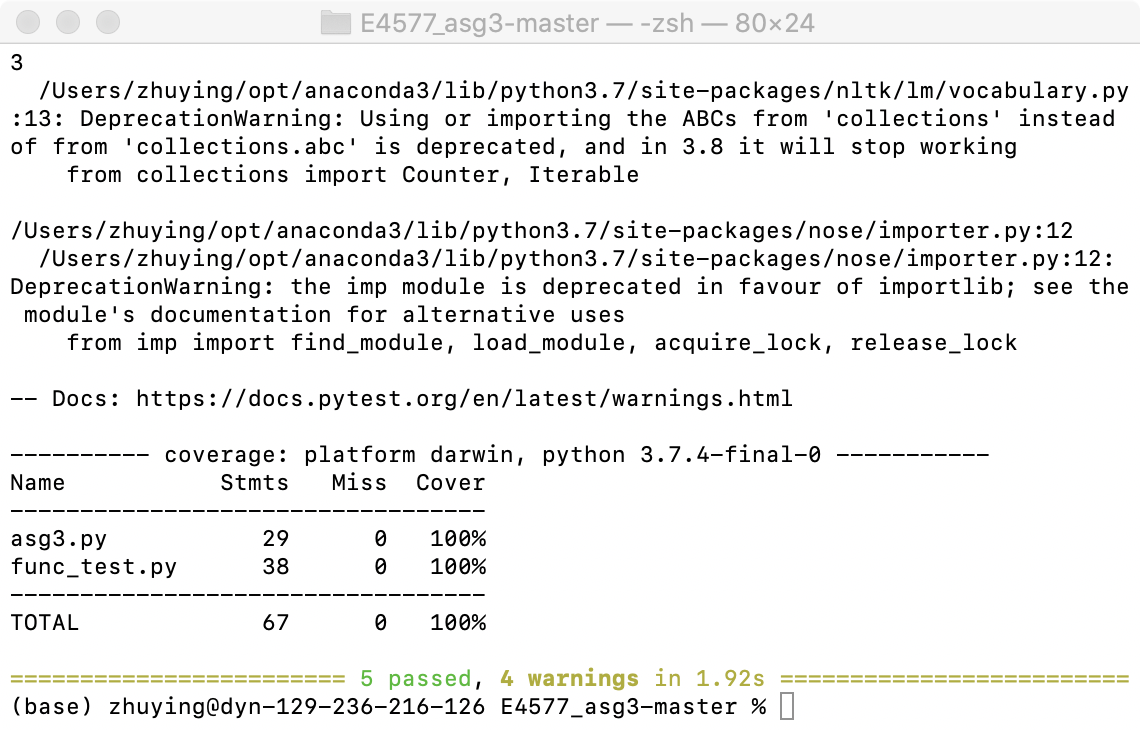 E4577_asg3-master — -zsh — 80×24
3
  /Users/zhuying/opt/anaconda3/lib/python3.7/site-packages/nltk/lm/vocabulary.py
:13: DeprecationWarning: Using or importing the ABCs from 'collections' instead
of from 'collections.abc' is deprecated, and in 3.8 it will stop working
    from collections import Counter, Iterable

/Users/zhuying/opt/anaconda3/lib/python3.7/site-packages/nose/importer.py:12
  /Users/zhuying/opt/anaconda3/lib/python3.7/site-packages/nose/importer.py:12:
DeprecationWarning: the imp module is deprecated in favour of importlib; see the
 module's documentation for alternative uses
    from imp import find_module, load_module, acquire_lock, release_lock

-- Docs: https://docs.pytest.org/en/latest/warnings.html

---------- coverage: platform darwin, python 3.7.4-final-0 -----------
Name           Stmts   Miss  Cover
----------------------------------
asg3.py           29      0   100%
func_test.py      38      0   100%
----------------------------------
TOTAL             67      0   100%

======================== 5 passed, 4 warnings in 1.92s =========================
(base) zhuying@dyn-129-236-216-126 E4577_asg3-master %